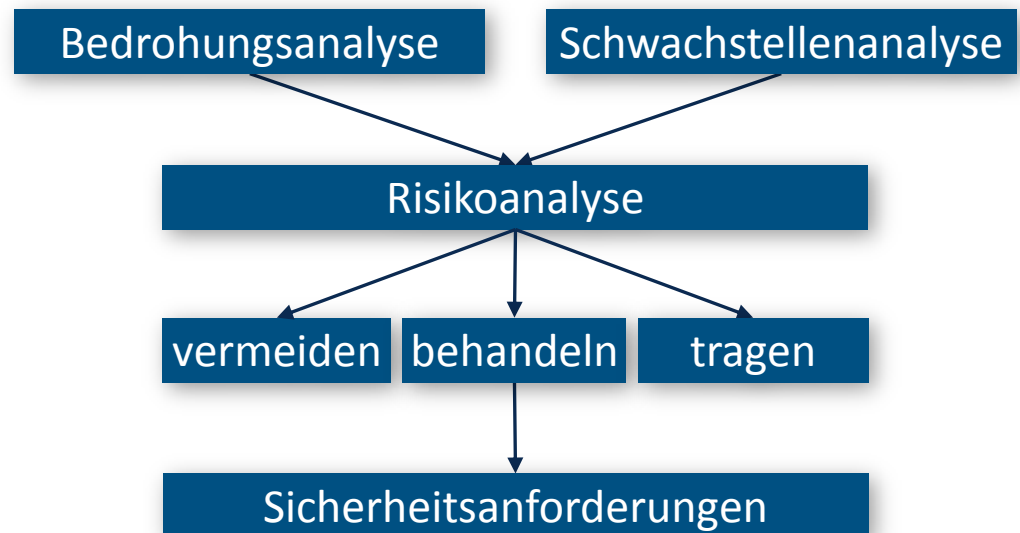 Bedrohungsanalyse
Schwachstellenanalyse
Risikoanalyse
vermeiden
behandeln
tragen
Sicherheitsanforderungen